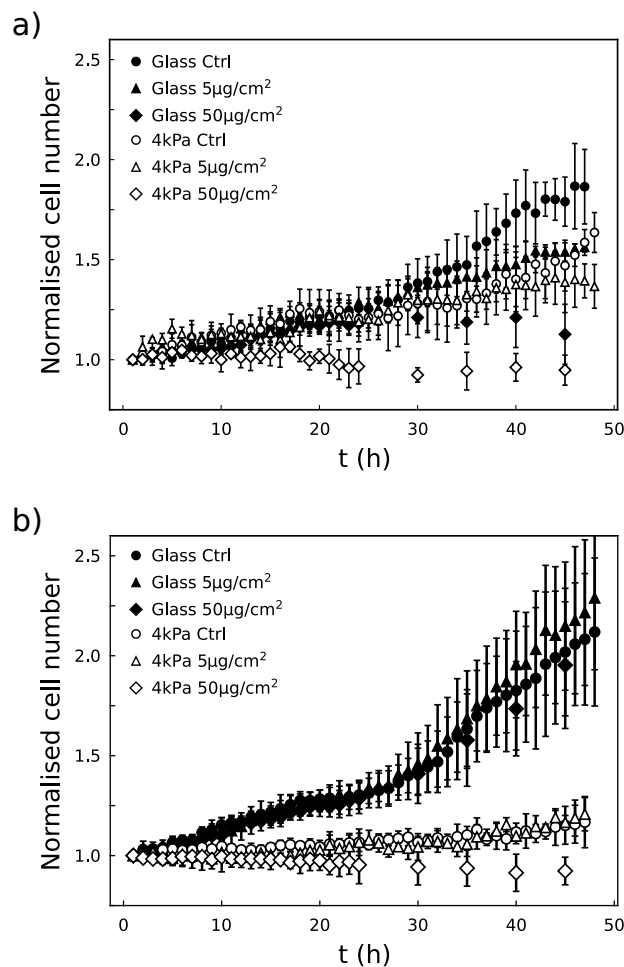 a)
Normalised cell number
2.5
2.0
1.5
1.0
Glass Ctrl
Glass 5μg/cm²
Glass 50μg/cm²
4kPa Ctrl
4kPa 5μg/cm²
4kPa 50μg/cm²
0 10 20 30 40 50
t (h)
b)
Normalised cell number
2.5
2.0
1.5
1.0
Glass Ctrl
Glass 5μg/cm²
Glass 50μg/cm²
4kPa Ctrl
4kPa 5μg/cm²
4kPa 50μg/cm²
0 10 20 30 40 50
t (h)